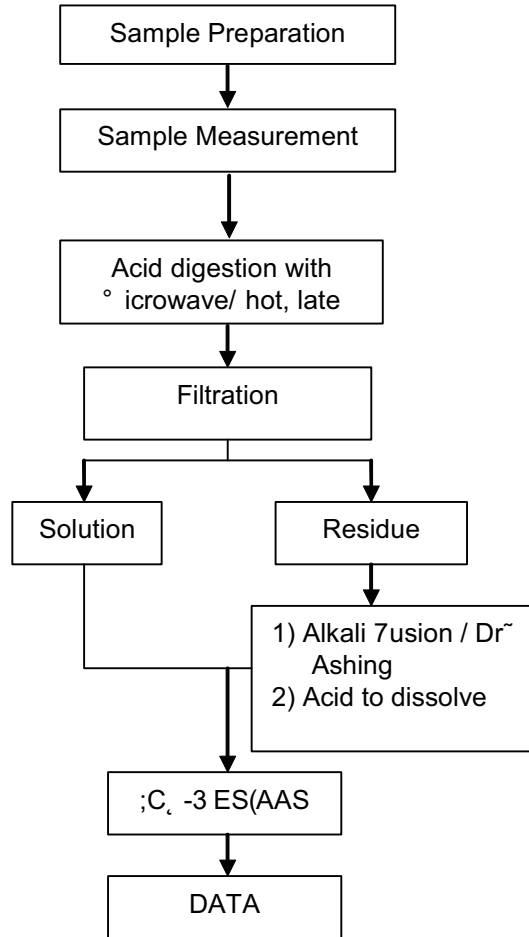 Sample Preparation
Sample Measurement
Acid digestion with
° icrowave/ hot, late
Filtration
Solution
Residue
1) Alkali 7usion / Dr˜
Ashing
2) Acid to dissolve
;C¸ -3 ES(AAS
DATA